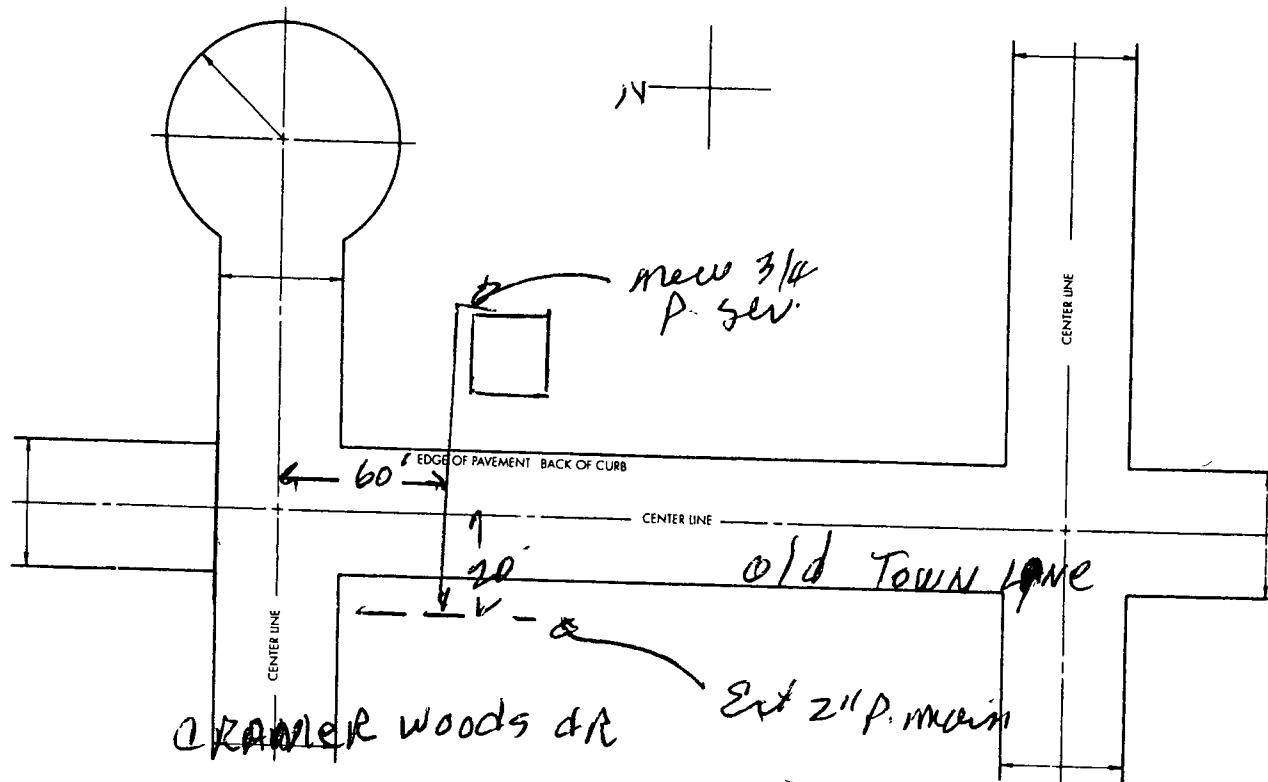 N
new 3/4
P. serv.
CENTER LINE
60'
EDGE OF PAVEMENT BACK OF CURB
CENTER LINE
20'
Old Town Lane
CENTER LINE
Ext 2" P. main
CRAMER WOODS dR